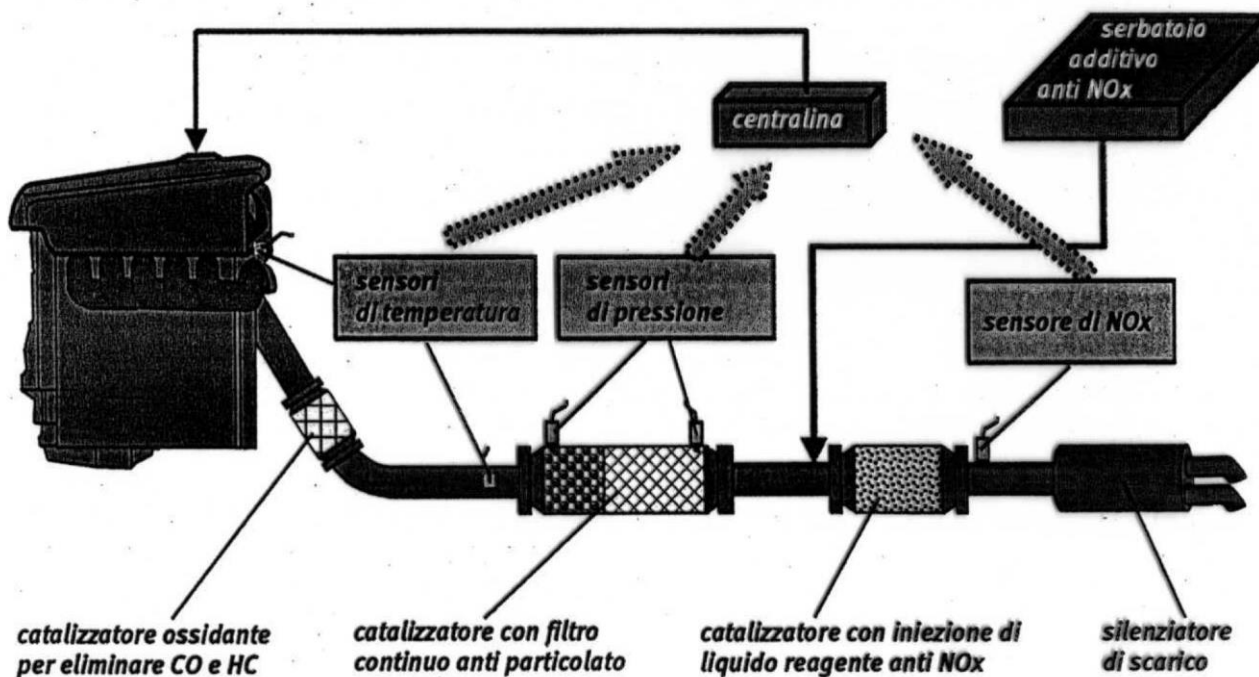 serbatoio
additivo
anti NOx
centralina
sensori
di temperatura
sensori
di pressione
sensore di NOx
catalizzatore ossidante
per eliminare CO e HC
catalizzatore con filtro
continuo anti particolato
catalizzatore con iniezione di
liquido reagente anti NOx
silenziatore
di scarico